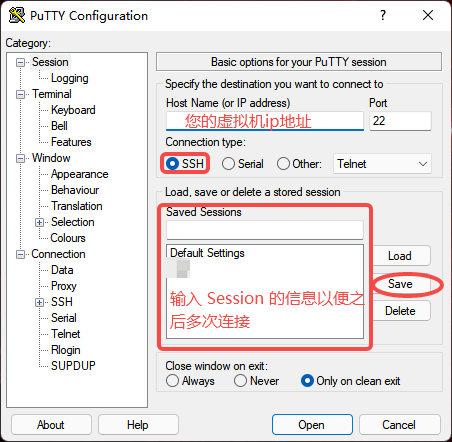 PuTTY Configuration
Category:
Session
Logging
Terminal
Keyboard
Bell
Features
Window
Appearance
Behaviour
Translation
Selection
Colours
Connection
Data
Proxy
SSH
Serial
Telnet
Rlogin
SUPDUP
Basic options for your PuTTY session
Specify the destination you want to connect to
Host Name (or IP address) Port
您的虚拟机ip地址 22
Connection type:
SSH Serial Other: Telnet
Load, save or delete a stored session
Saved Sessions
Default Settings
输入 Session 的信息以便之
后多次连接
Load
Save
Delete
Close window on exit:
Always Never Only on clean exit
About Help Open Cancel